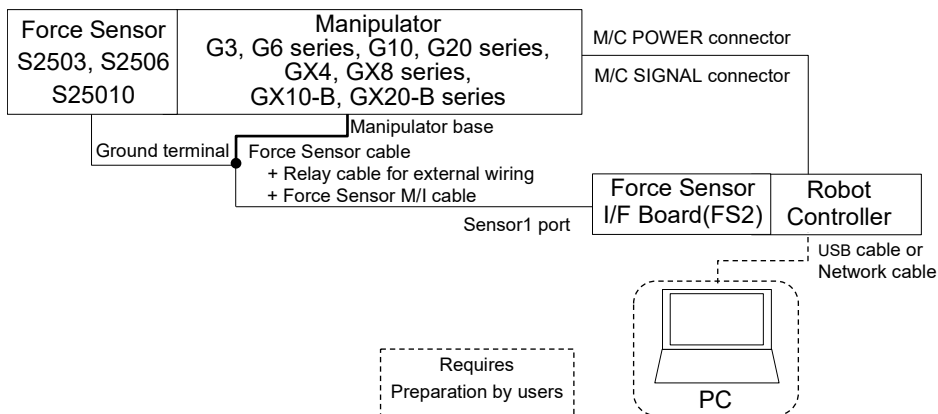 Force Sensor
S2503, S2506
S25010
Manipulator
G3, G6 series, G10, G20 series,
GX4, GX8 series,
GX10-B, GX20-B series
M/C POWER connector
M/C SIGNAL connector
Manipulator base
Ground terminal
Force Sensor cable
+ Relay cable for external wiring
+ Force Sensor M/I cable
Sensor1 port
Force Sensor
I/F Board(FS2)
Robot
Controller
USB cable or
Network cable
PC
Requires
Preparation by users